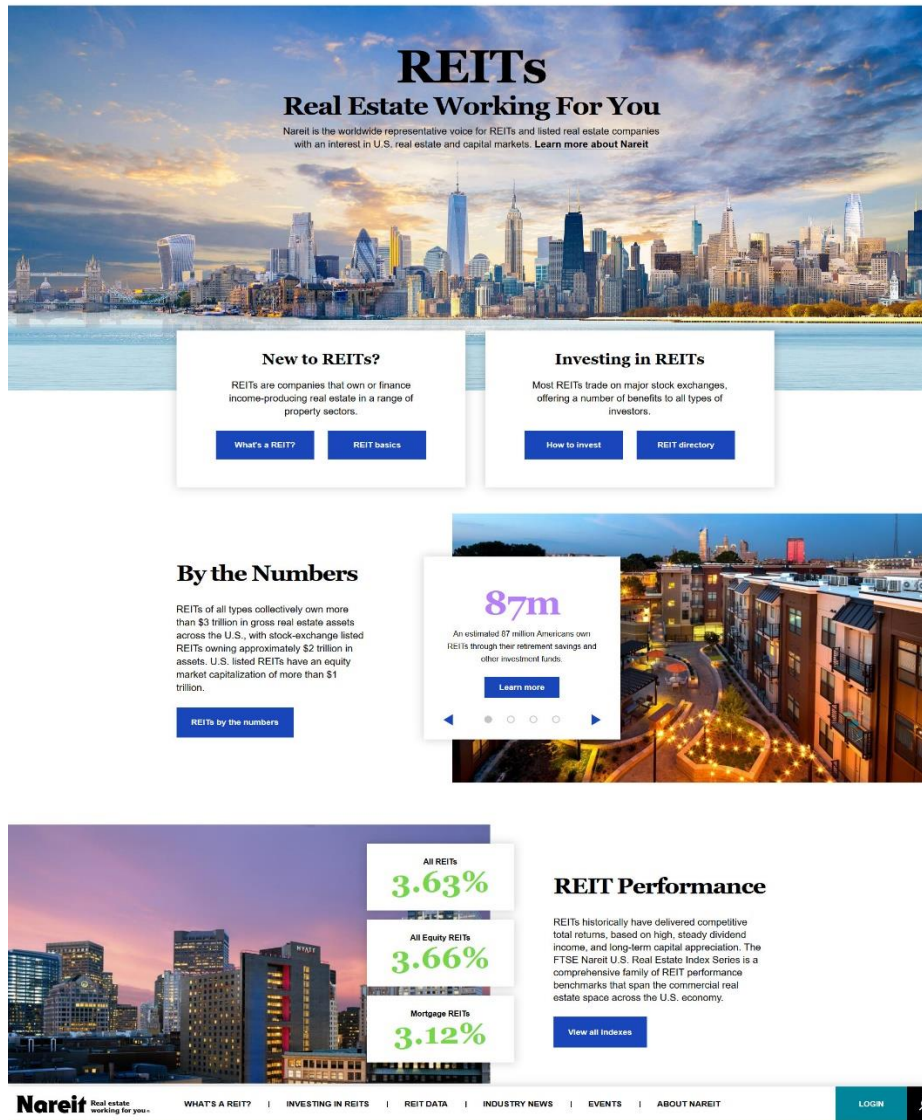 REITs
Real Estate Working For You
Nareit is the worldwide representative voice for REITs and listed real estate companies
with an interest in U.S. real estate and capital markets. Learn more about Nareit
New to REITs?
REITs are companies that own or finance
income-producing real estate in a range of
property sectors.
What's a REIT?
REIT basics
Investing in REITs
Most REITs trade on major stock exchanges,
offering a number of benefits to all types of
investors.
How to invest
REIT directory
By the Numbers
REITs of all types collectively own more
than $3 trillion in gross real estate assets
across the U.S., with stock-exchange listed
REITs owning approximately $2 trillion in
assets. U.S. listed REITs have an equity
market capitalization of more than $1
trillion.
REITs by the numbers
87m
An estimated 87 million Americans own
REITs through their retirement savings and
other investment funds.
Learn more
HYATT
All REITs
3.63%
All Equity REITs
3.66%
Mortgage REITs
3.12%
REIT Performance
REITs historically have delivered competitive
total returns, based on high, steady dividend
income, and long-term capital appreciation. The
FTSE Nareit U.S. Real Estate Index Series is a
comprehensive family of REIT performance
benchmarks that span the commercial real
estate space across the U.S. economy.
View all Indexes
Nareit Real estate
working for you
WHAT'S A REIT? | INVESTING IN REITS | REIT DATA | INDUSTRY NEWS | EVENTS | ABOUT NAREIT
LOGIN